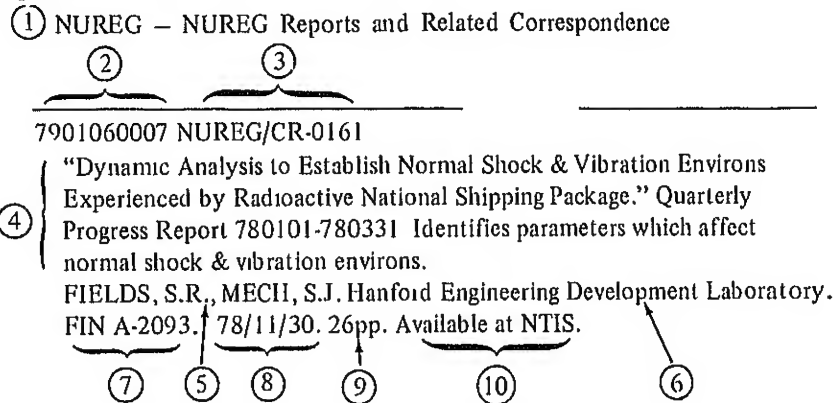 ① NUREG – NUREG Reports and Related Correspondence
② ③
7901060007 NUREG/CR-0161
“Dynamic Analysis to Establish Normal Shock & Vibration Environs
Experienced by Radioactive National Shipping Package.” Quarterly
④ Progress Report 780101-780331 Identifies parameters which affect
normal shock & vibration environs.
FIELDS, S.R., MECH, S.J. Hanford Engineering Development Laboratory.
FIN A-2093. 78/11/30. 26pp. Available at NTIS.
⑦ ⑤ ⑧ ⑨ ⑩ ⑥